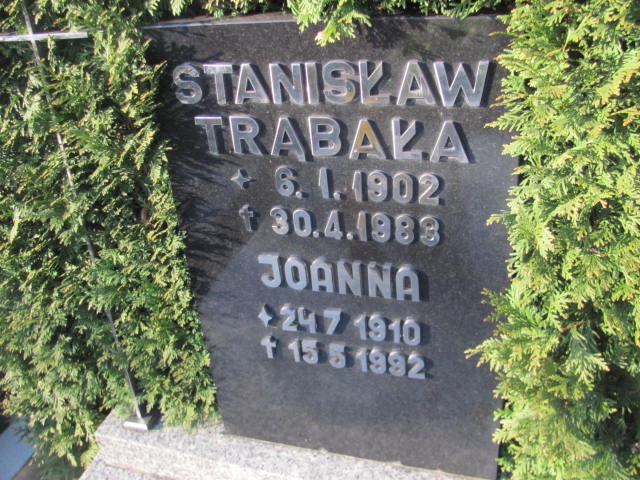 STANISŁAW
TRĄBAŁA
6.1.1902
✝ 30.4.1983
JOANNA
24 7 1910
✝ 15 5 1992